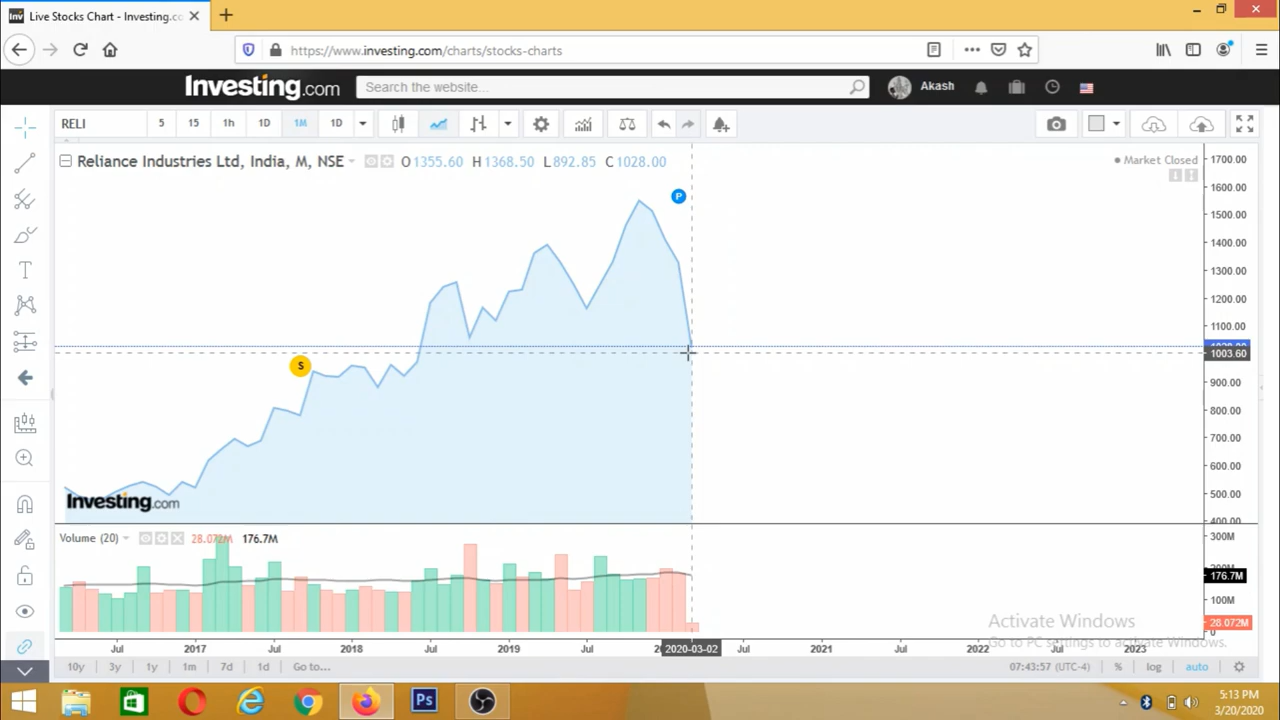 Live Stocks Chart - Investing.co
https://www.investing.com/charts/stocks-charts
Investing.com
Search the website...
Akash
RELI 5 15 1h 1D 1M 1D
Reliance Industries Ltd, India, M, NSE O1355.60 H1368.50 L892.85 C1028.00
Market Closed
P
S
1700.00
1600.00
1500.00
1400.00
1300.00
1200.00
1100.00
1003.60
900.00
800.00
700.00
600.00
500.00
400.00
Investing.com
Volume (20) 28.072M 176.7M
300M
176.7M
100M
28.072M
0
Activate Windows
Go to PC settings to activate Windows.
Jul 2017 Jul 2018 Jul 2019 Jul 2020-03-02 Jul 2021 Jul 2022 Jul 2023
10y 3y 1y 1m 7d 1d Go to... 07:43:57 (UTC-4) % log auto
Ps
5:13 PM
3/20/2020